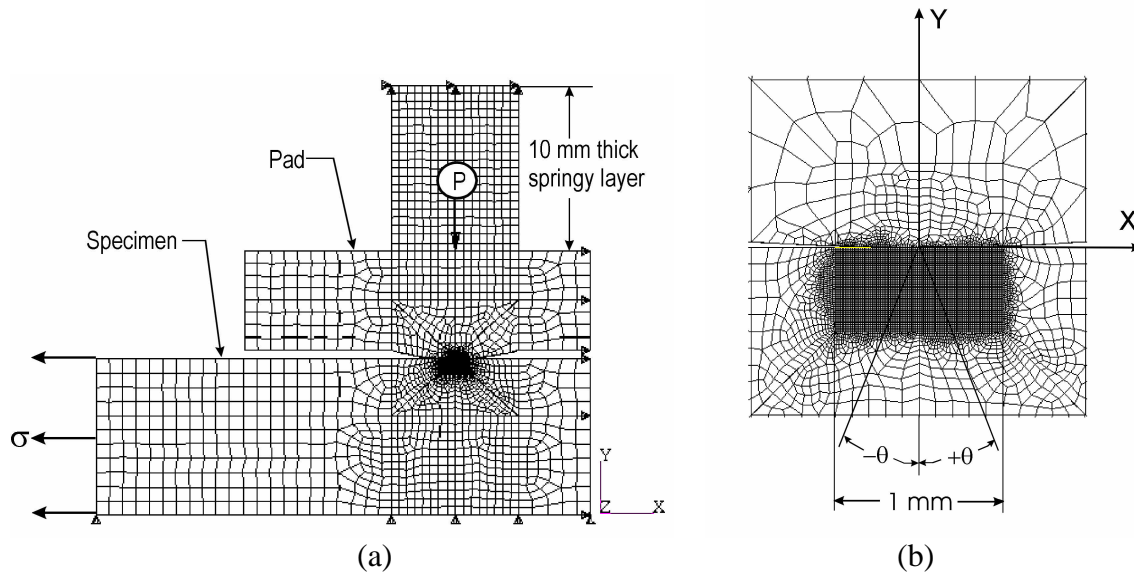 Pad
Specimen
P
10 mm thick
springy layer
σ
Y
Z
X
(a)
Y
X
−θ
+θ
1 mm
(b)